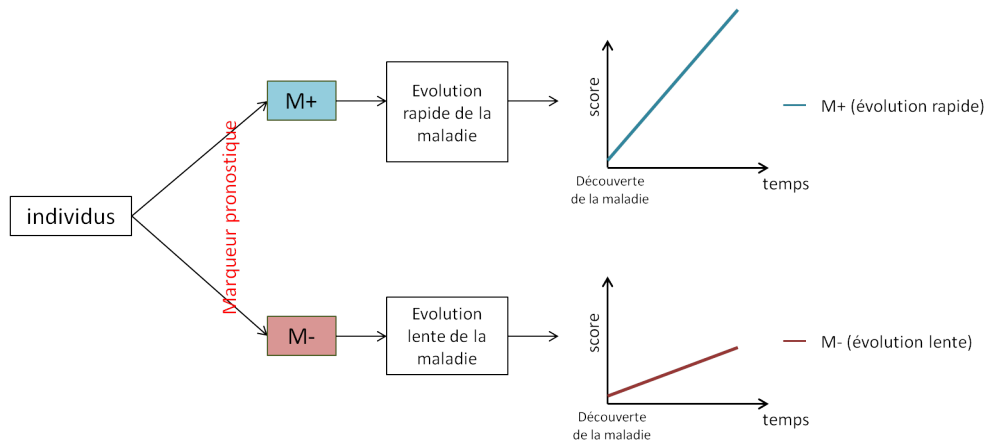 individus
Marqueur pronostique
M+
Evolution
rapide de la
maladie
score
temps
Découverte
de la maladie
M+ (évolution rapide)
M-
Evolution
lente de la
maladie
score
temps
Découverte
de la maladie
M- (évolution lente)